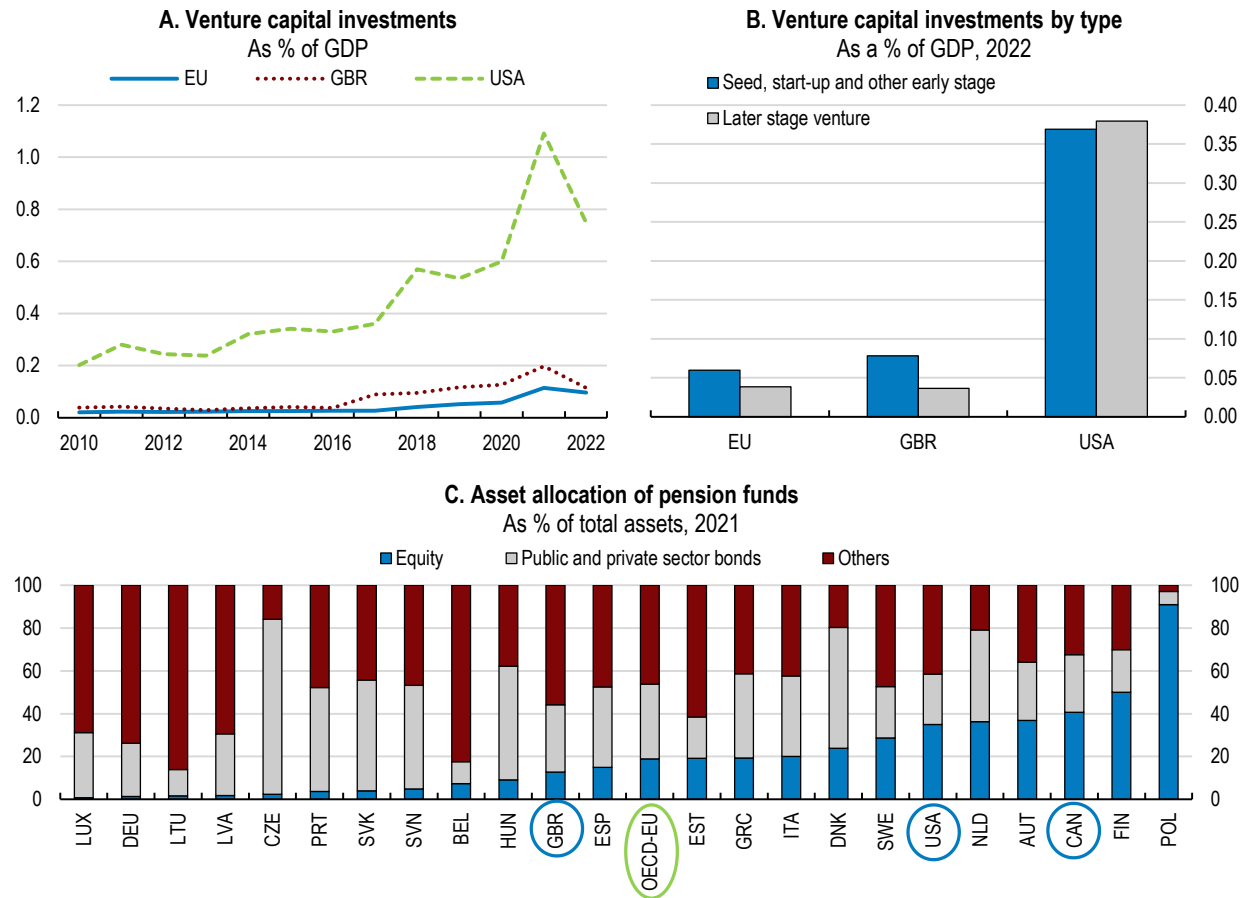 A. Venture capital investments
As % of GDP
EU GBR USA
1.2
1.0
0.8
0.6
0.4
0.2
0.0
2010 2012 2014 2016 2018 2020 2022
B. Venture capital investments by type
As a % of GDP, 2022
Seed, start-up and other early stage
Later stage venture
0.40
0.35
0.30
0.25
0.20
0.15
0.10
0.05
0.00
EU GBR USA
C. Asset allocation of pension funds
As % of total assets, 2021
Equity Public and private sector bonds Others
100 100
80 80
60 60
40 40
20 20
0 0
LUX DEU LTU LVA CZE PRT SVK SVN BEL HUN GBR ESP OECD-EU EST GRC ITA DNK SWE USA NLD AUT CAN FIN POL